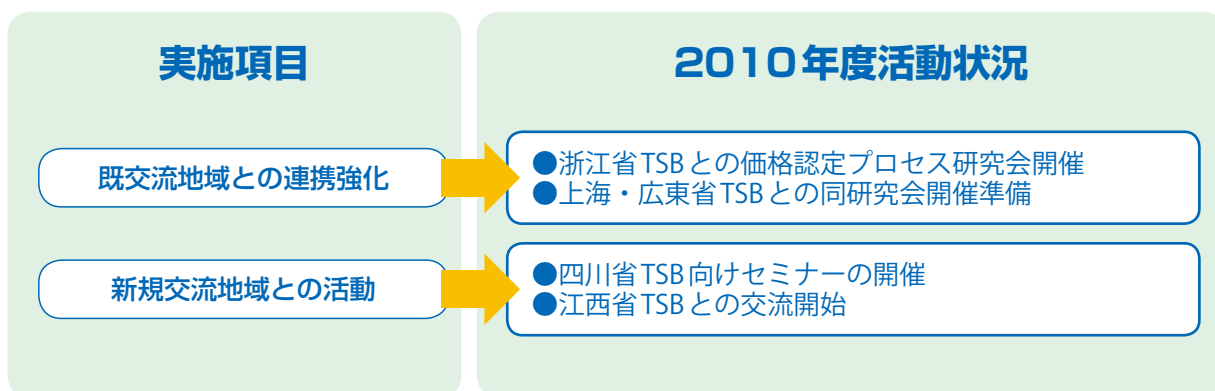 実施項目
2010年度活動状況
既交流地域との連携強化
●浙江省TSBとの価格認定プロセス研究会開催
●上海・広東省TSBとの同研究会開催準備
新規交流地域との活動
●四川省TSB向けセミナーの開催
●江西省TSBとの交流開始